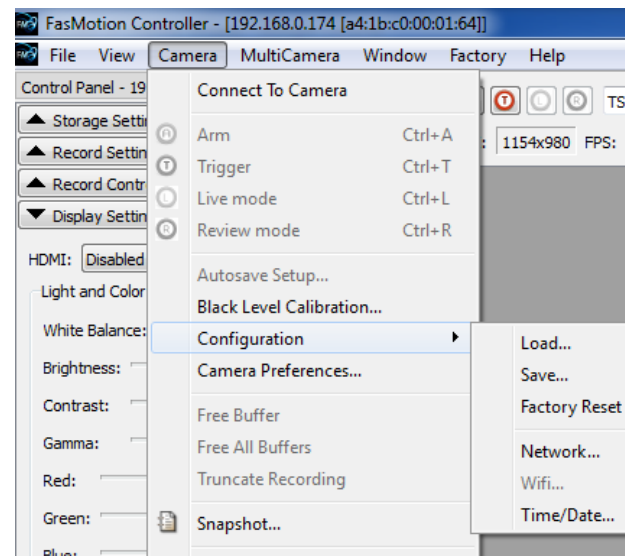 FasMotion Controller - [192.168.0.174 [a4:1b:c0:00:01:64]]
File View Camera MultiCamera Window Factory Help
Control Panel - 19
Storage Settin
Record Settin
Record Contr
Display Settin
HDMI: Disabled
Light and Color
White Balance:
Brightness:
Contrast:
Gamma:
Red:
Green:
Blue:
Connect To Camera
Arm Ctrl+A
Trigger Ctrl+T
Live mode Ctrl+L
Review mode Ctrl+R
Autosave Setup...
Black Level Calibration...
Configuration
Camera Preferences...
Free Buffer
Free All Buffers
Truncate Recording
Snapshot...
Load...
Save...
Factory Reset
Network...
Wifi...
Time/Date...
TS
: 1154x980 FPS: